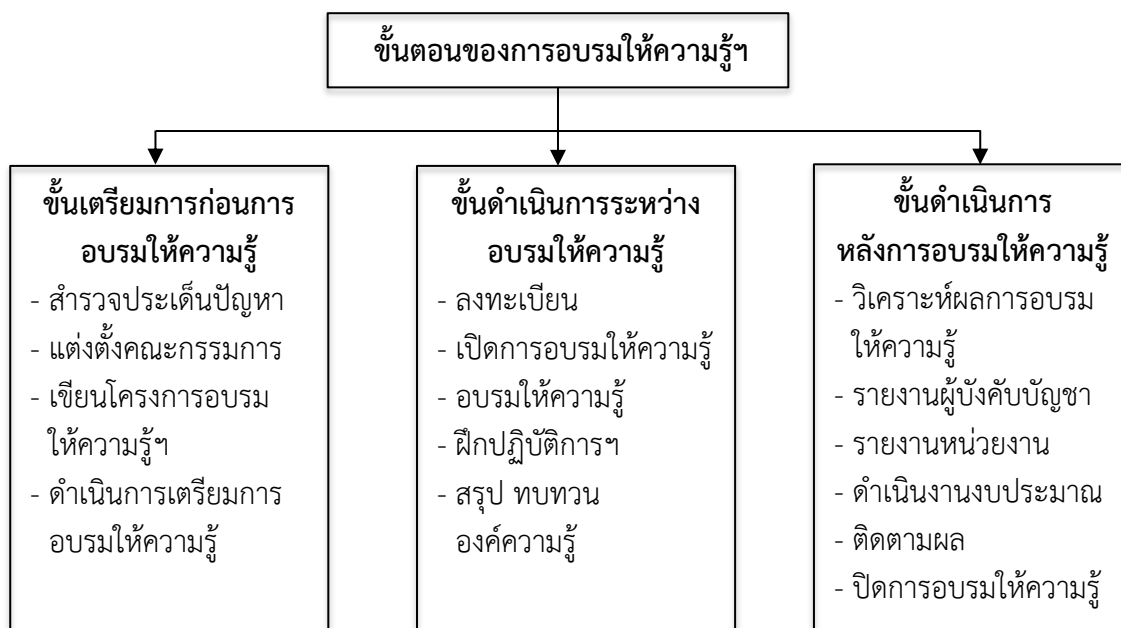 ขั้นตอนของการอบรมให้ความรู้ฯ
ขั้นเตรียมการก่อนการ
อบรมให้ความรู้
- สำรวจประเด็นปัญหา
- แต่งตั้งคณะกรรมการ
- เขียนโครงการอบรม
ให้ความรู้ฯ
- ดำเนินการเตรียมการ
อบรมให้ความรู้
ขั้นดำเนินการระหว่าง
อบรมให้ความรู้
- ลงทะเบียน
- เปิดการอบรมให้ความรู้
- อบรมให้ความรู้
- ฝึกปฏิบัติการฯ
- สรุป ทบทวน
องค์ความรู้
ขั้นดำเนินการ
หลังการอบรมให้ความรู้
- วิเคราะห์ผลการอบรม
ให้ความรู้
- รายงานผู้บังคับบัญชา
- รายงานหน่วยงาน
- ดำเนินงานงบประมาณ
- ติดตามผล
- ปิดการอบรมให้ความรู้